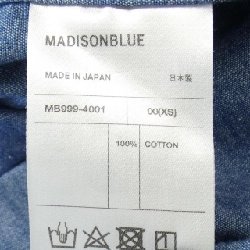 MADISONBLUE
MADE IN JAPAN 日本製
MB999-4001 00(XS)
100% COTTON